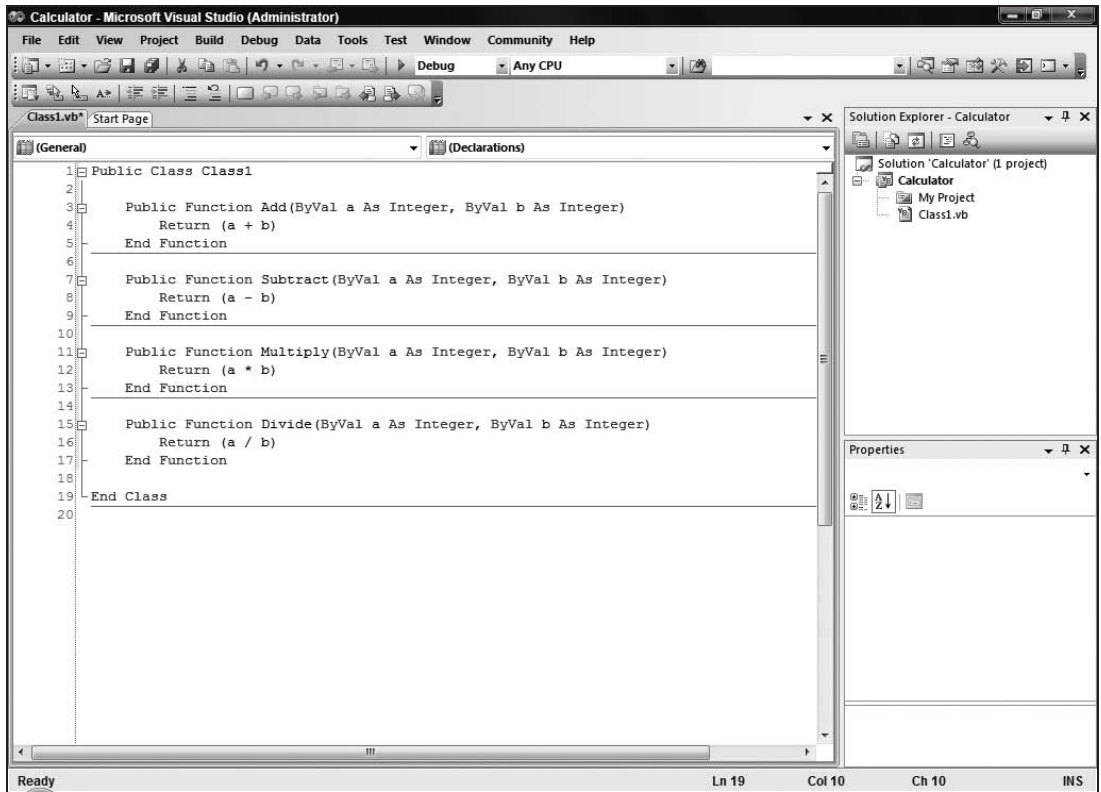 Calculator - Microsoft Visual Studio (Administrator)
File Edit View Project Build Debug Data Tools Test Window Community Help
Debug Any CPU
Class1.vb* Start Page
(General) (Declarations)
1 Public Class Class1
2
3 Public Function Add(ByVal a As Integer, ByVal b As Integer)
4 Return (a + b)
5 End Function
6
7 Public Function Subtract(ByVal a As Integer, ByVal b As Integer)
8 Return (a - b)
9 End Function
10
11 Public Function Multiply(ByVal a As Integer, ByVal b As Integer)
12 Return (a * b)
13 End Function
14
15 Public Function Divide(ByVal a As Integer, ByVal b As Integer)
16 Return (a / b)
17 End Function
18
19 End Class
20
Solution Explorer - Calculator
Solution 'Calculator' (1 project)
Calculator
My Project
Class1.vb
Properties
Ready Ln 19 Col 10 Ch 10 INS